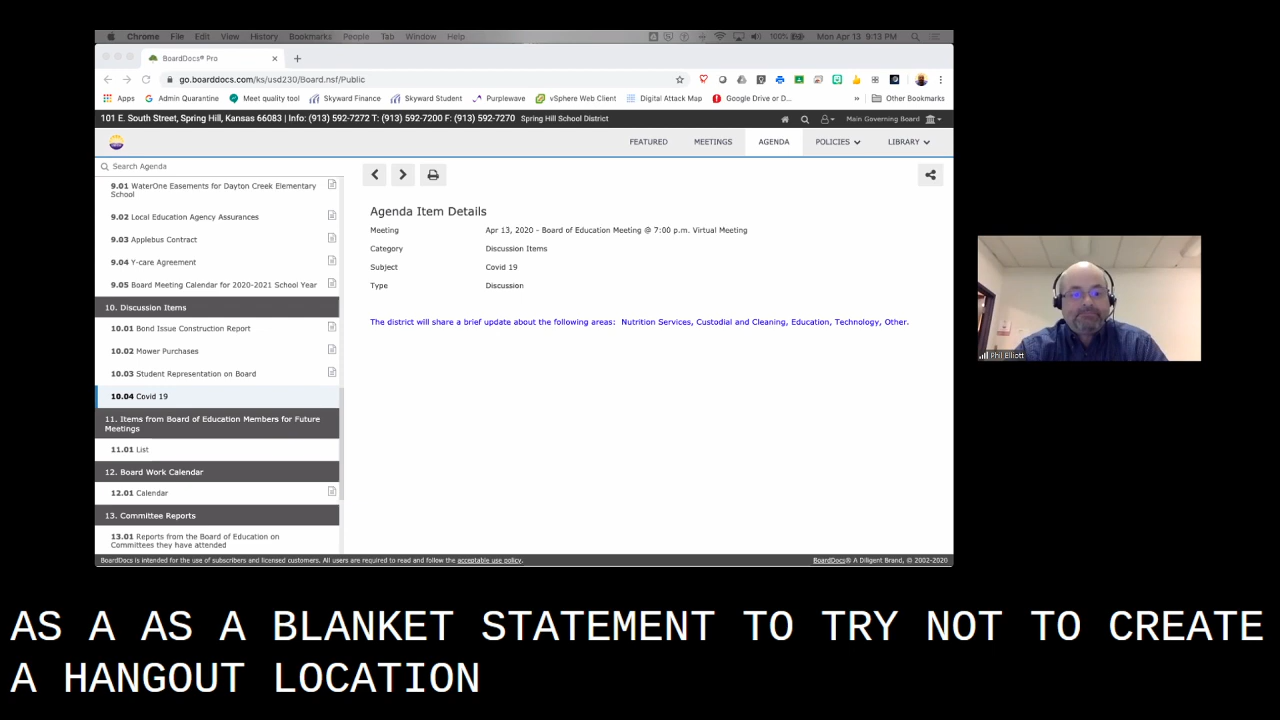 Chrome File Edit View History Bookmarks People Tab Window Help 100% Mon Apr 13 9:13 PM
BoardDocs® Pro
go.boarddocs.com/ks/usd230/Board.nsf/Public
Apps Admin Quarantine Meet quality tool Skyward Finance Skyward Student Purplewave vSphere Web Client Digital Attack Map Google Drive or D... » Other Bookmarks
101 E. South Street, Spring Hill, Kansas 66083 | Info: (913) 592-7272 T: (913) 592-7200 F: (913) 592-7270 Spring Hill School District Main Governing Board
FEATURED MEETINGS AGENDA POLICIES LIBRARY
Search Agenda
9.01 WaterOne Easements for Dayton Creek Elementary
School
9.02 Local Education Agency Assurances
9.03 Applebus Contract
9.04 Y-care Agreement
9.05 Board Meeting Calendar for 2020-2021 School Year
10. Discussion Items
10.01 Bond Issue Construction Report
10.02 Mower Purchases
10.03 Student Representation on Board
10.04 Covid 19
11. Items from Board of Education Members for Future
Meetings
11.01 List
12. Board Work Calendar
12.01 Calendar
13. Committee Reports
13.01 Reports from the Board of Education on
Committees they have attended
Agenda Item Details
Meeting Apr 13, 2020 - Board of Education Meeting @ 7:00 p.m. Virtual Meeting
Category Discussion Items
Subject Covid 19
Type Discussion
The district will share a brief update about the following areas: Nutrition Services, Custodial and Cleaning, Education, Technology, Other.
BoardDocs is intended for the use of subscribers and licensed customers. All users are required to read and follow the acceptable use policy. BoardDocs® A Diligent Brand, © 2002-2020
Phil Elliott
AS A AS A BLANKET STATEMENT TO TRY NOT TO CREATE
A HANGOUT LOCATION